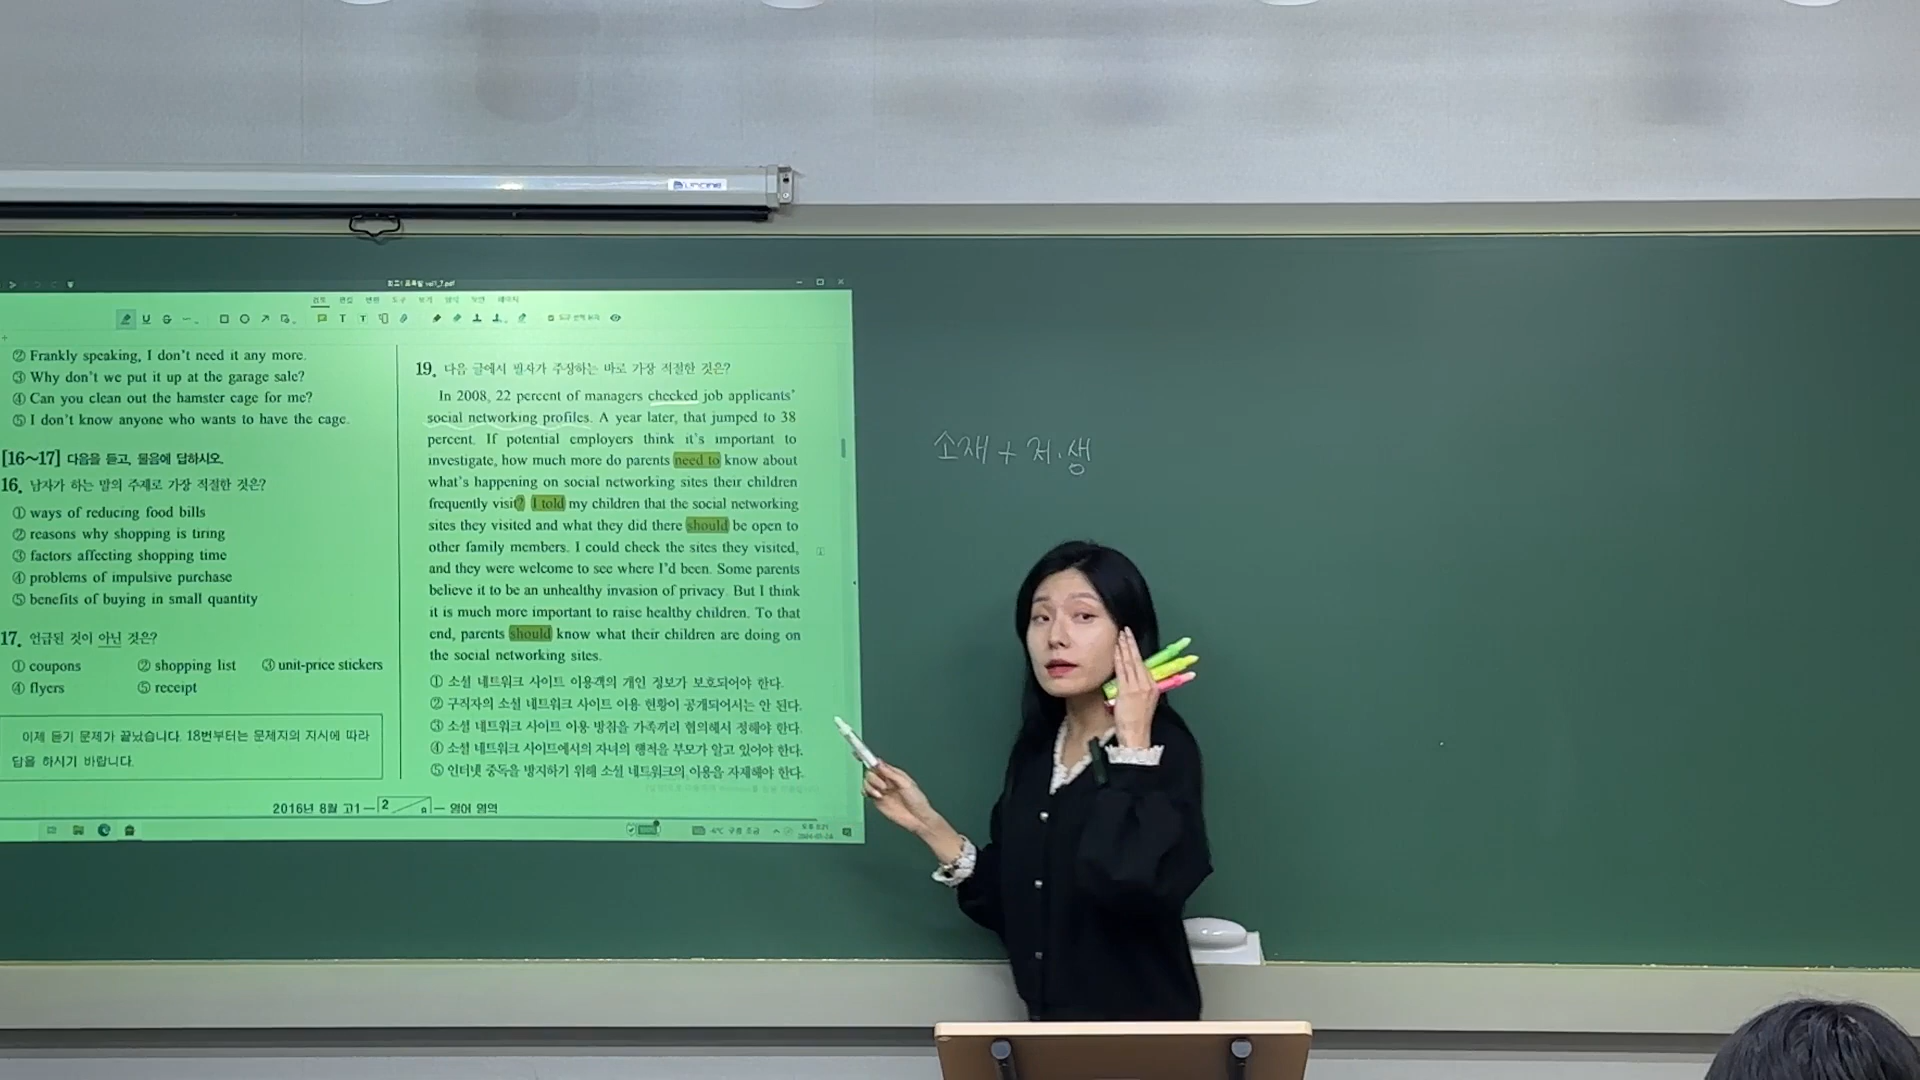 ② Frankly speaking, I don't need it any more.
③ Why don't we put it up at the garage sale?
④ Can you clean out the hamster cage for me?
⑤ I don't know anyone who wants to have the cage.
[16~17] 다음을 듣고, 물음에 답하시오.
16. 남자가 하는 말의 주제로 가장 적절한 것은?
① ways of reducing food bills
② reasons why shopping is tiring
③ factors affecting shopping time
④ problems of impulsive purchase
⑤ benefits of buying in small quantity
17. 언급된 것이 아닌 것은?
① coupons ② shopping list ③ unit-price stickers
④ flyers ⑤ receipt
이제 듣기 문제가 끝났습니다. 18번부터는 문제지의 지시에 따라
답을 하시기 바랍니다.
19. 다음 글에서 필자가 주장하는 바로 가장 적절한 것은?
In 2008, 22 percent of managers checked job applicants'
social networking profiles. A year later, that jumped to 38
percent. If potential employers think it's important to
investigate, how much more do parents need to know about
what's happening on social networking sites their children
frequently visit? I told my children that the social networking
sites they visited and what they did there should be open to
other family members. I could check the sites they visited,
and they were welcome to see where I'd been. Some parents
believe it to be an unhealthy invasion of privacy. But I think
it is much more important to raise healthy children. To that
end, parents should know what their children are doing on
the social networking sites.
① 소셜 네트워크 사이트 이용객의 개인 정보가 보호되어야 한다.
② 구직자의 소셜 네트워크 사이트 이용 현황이 공개되어서는 안 된다.
③ 소셜 네트워크 사이트 이용 방침을 가족끼리 협의해서 정해야 한다.
④ 소셜 네트워크 사이트에서의 자녀의 행적을 부모가 알고 있어야 한다.
⑤ 인터넷 중독을 방지하기 위해 소셜 네트워크의 이용을 자제해야 한다.
2016년 8월 고1 — 2 / 8 — 영어 영역
소재 + 저·생